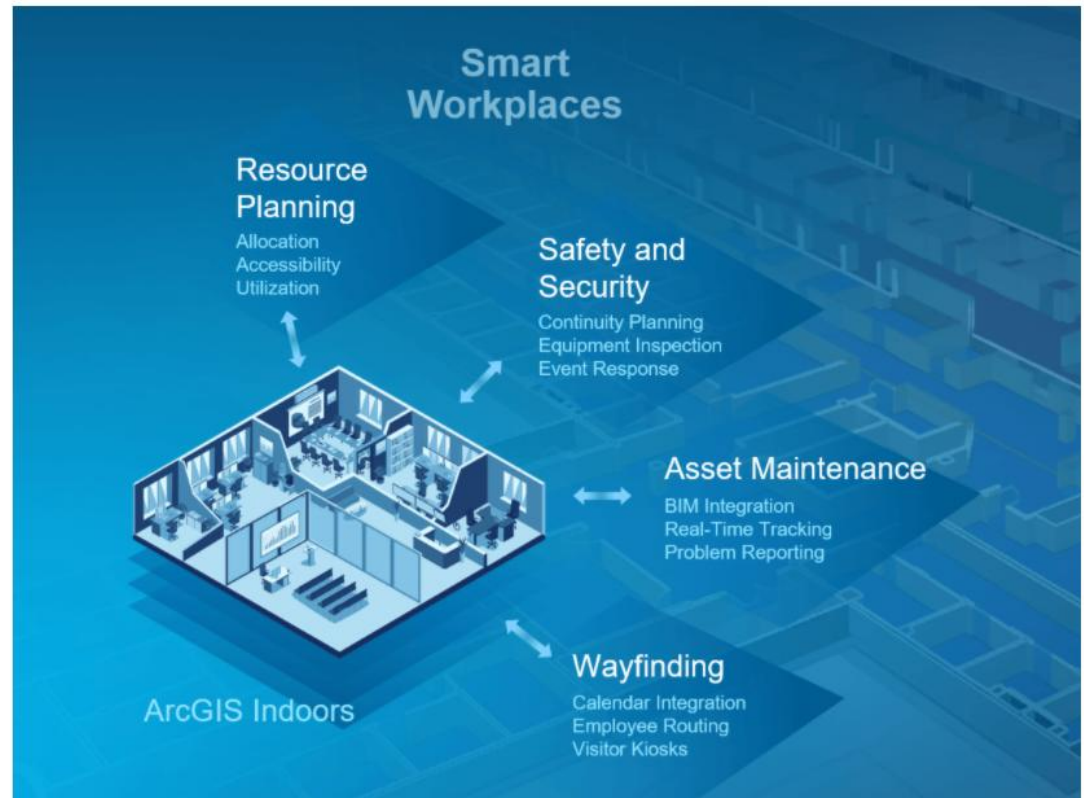 Smart
Workplaces
Resource
Planning
Allocation
Accessibility
Utilization
Safety and
Security
Continuity Planning
Equipment Inspection
Event Response
Asset Maintenance
BIM Integration
Real-Time Tracking
Problem Reporting
Wayfinding
Calendar Integration
Employee Routing
Visitor Kiosks
ArcGIS Indoors